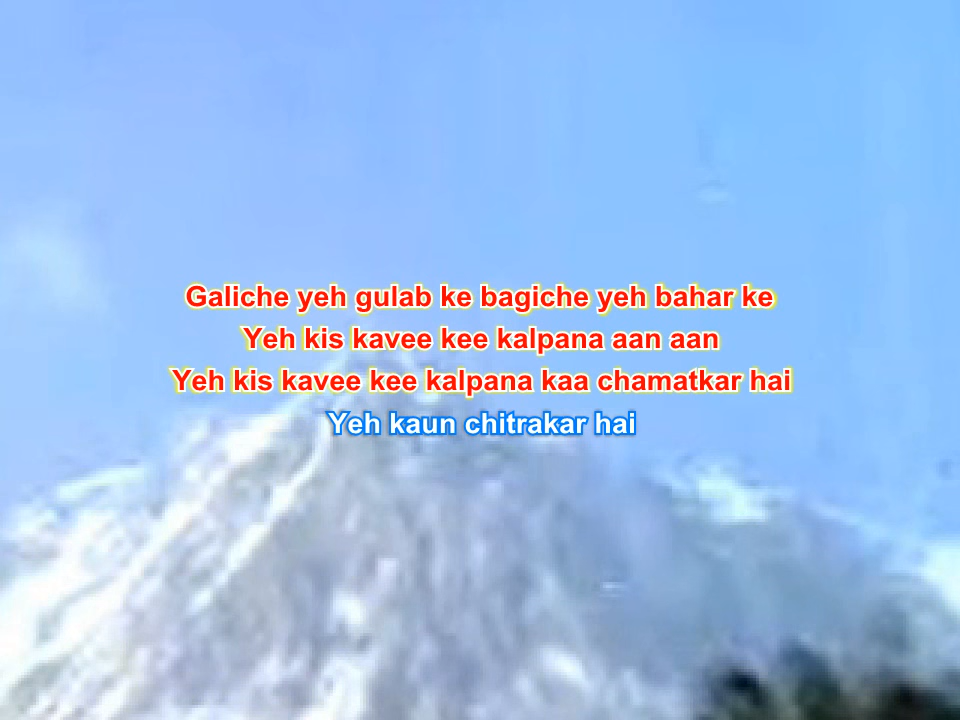 Galiche yeh gulab ke bagiche yeh bahar ke
Yeh kis kavee kee kalpana aan aan
Yeh kis kavee kee kalpana kaa chamatkar hai
Yeh kaun chitrakar hai